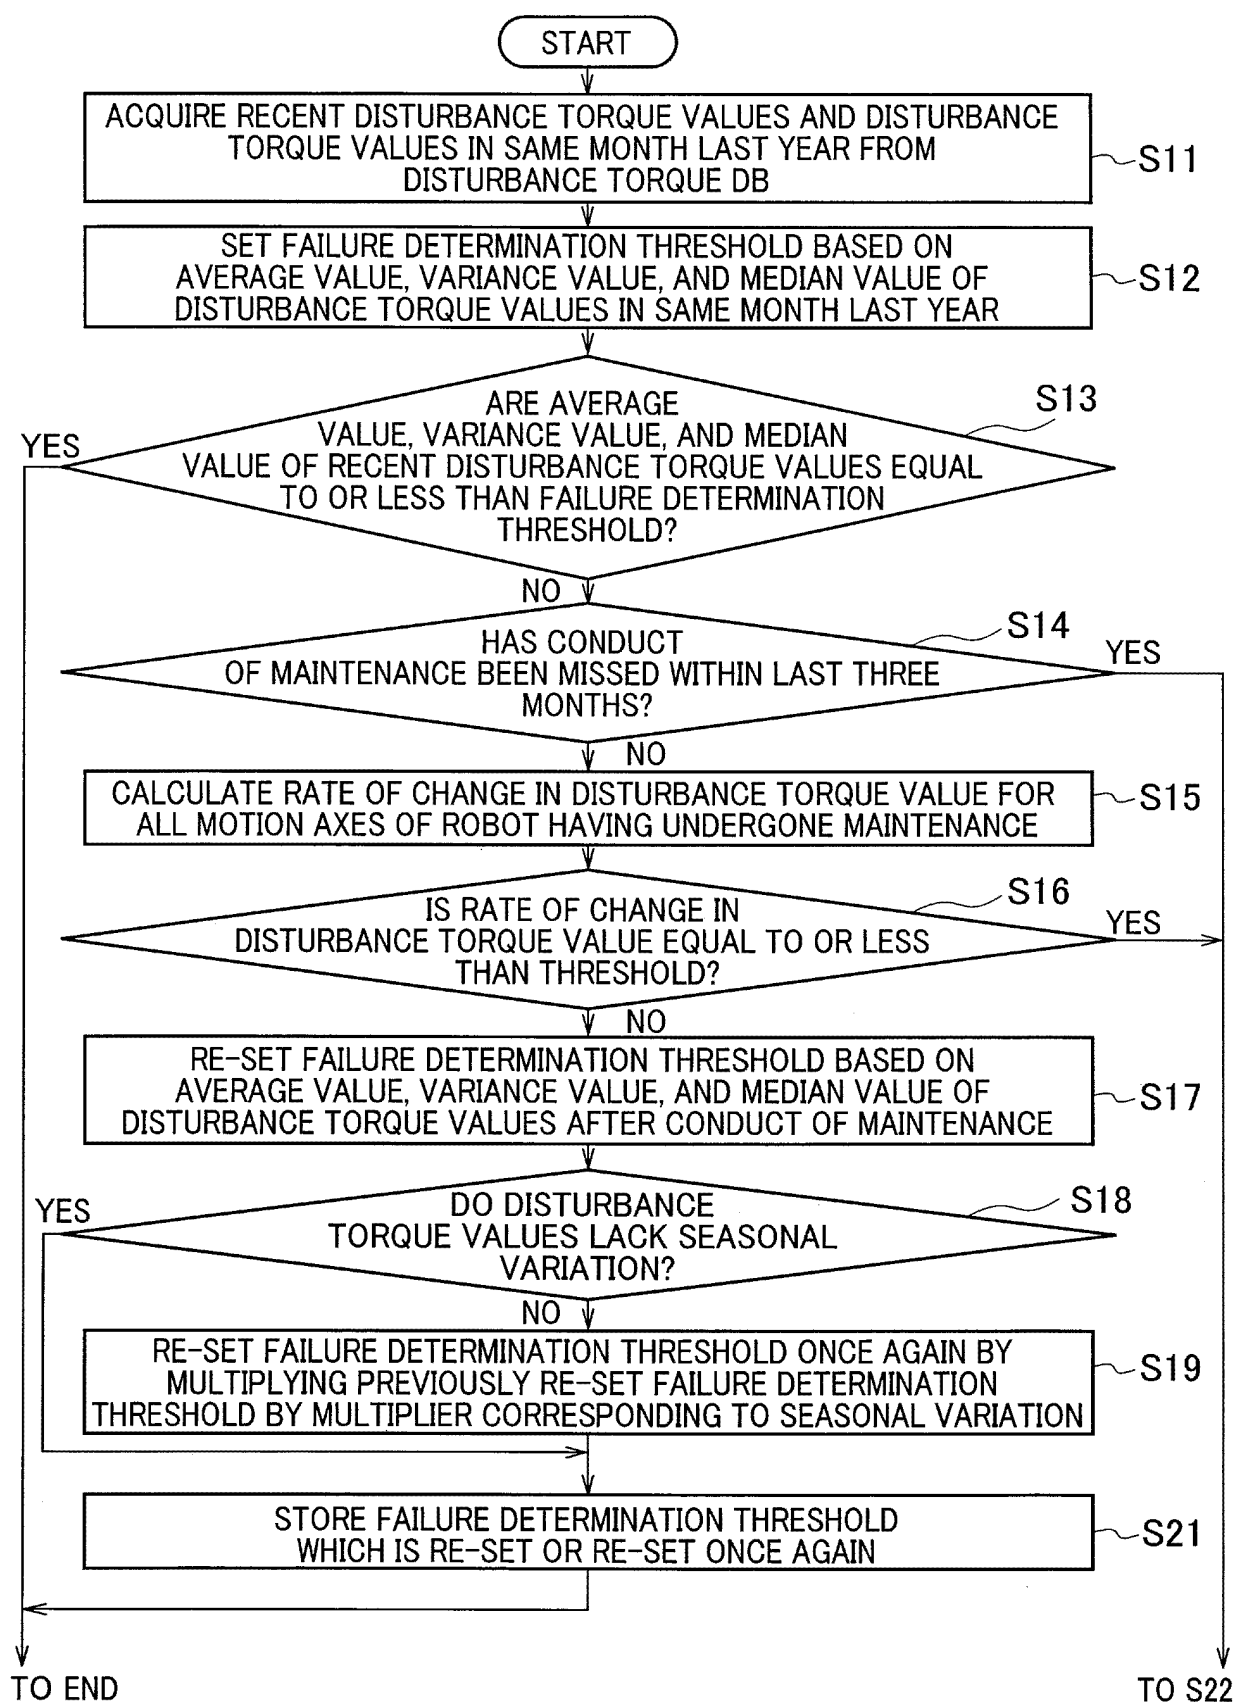 START
ACQUIRE RECENT DISTURBANCE TORQUE VALUES AND DISTURBANCE
TORQUE VALUES IN SAME MONTH LAST YEAR FROM
DISTURBANCE TORQUE DB
S11
SET FAILURE DETERMINATION THRESHOLD BASED ON
AVERAGE VALUE, VARIANCE VALUE, AND MEDIAN VALUE OF
DISTURBANCE TORQUE VALUES IN SAME MONTH LAST YEAR
S12
ARE AVERAGE
VALUE, VARIANCE VALUE, AND MEDIAN
VALUE OF RECENT DISTURBANCE TORQUE VALUES EQUAL
TO OR LESS THAN FAILURE DETERMINATION
THRESHOLD?
S13
YES
NO
HAS CONDUCT
OF MAINTENANCE BEEN MISSED WITHIN LAST THREE
MONTHS?
S14
YES
NO
CALCULATE RATE OF CHANGE IN DISTURBANCE TORQUE VALUE FOR
ALL MOTION AXES OF ROBOT HAVING UNDERGONE MAINTENANCE
S15
IS RATE OF CHANGE IN
DISTURBANCE TORQUE VALUE EQUAL TO OR LESS
THAN THRESHOLD?
S16
YES
NO
RE-SET FAILURE DETERMINATION THRESHOLD BASED ON
AVERAGE VALUE, VARIANCE VALUE, AND MEDIAN VALUE OF
DISTURBANCE TORQUE VALUES AFTER CONDUCT OF MAINTENANCE
S17
DO DISTURBANCE
TORQUE VALUES LACK SEASONAL
VARIATION?
S18
YES
NO
RE-SET FAILURE DETERMINATION THRESHOLD ONCE AGAIN BY
MULTIPLYING PREVIOUSLY RE-SET FAILURE DETERMINATION
THRESHOLD BY MULTIPLIER CORRESPONDING TO SEASONAL VARIATION
S19
STORE FAILURE DETERMINATION THRESHOLD
WHICH IS RE-SET OR RE-SET ONCE AGAIN
S21
TO END
TO S22